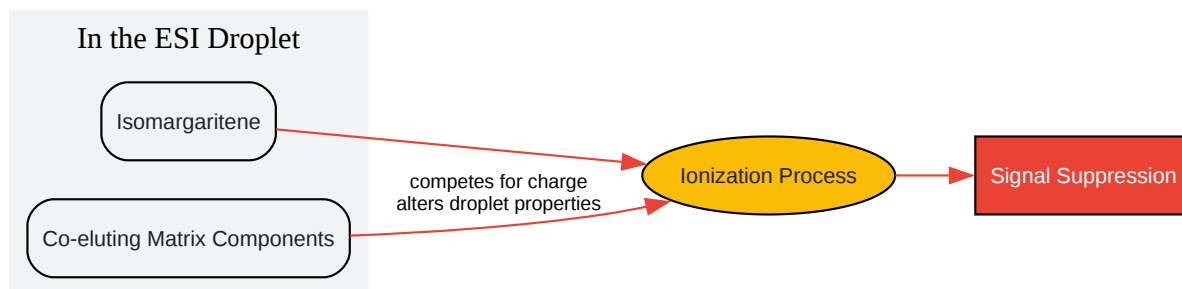 In the ESI Droplet
Isomargaritene
Co-eluting Matrix Components
competes for charge
alters droplet properties
Ionization Process
Signal Suppression